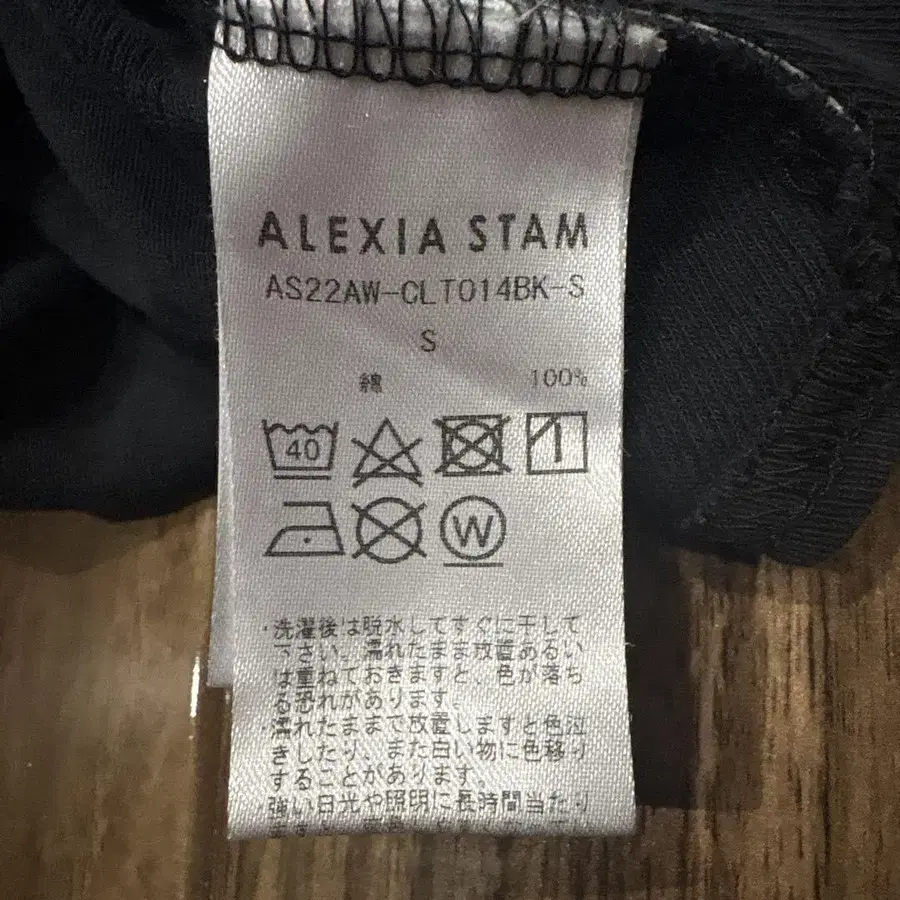 ALEXIA STAM
AS22AW-CLT014BK-S
S
綿 100%
40
W
・洗濯後は脱水してすぐに干して
下さい。濡れたまま放置あるい
は重ねておきますと、色が落ち
る恐れがあります。
・濡れたままで放置しますと色泣
きしたり、また白い物に色移り
することがあります。
・強い日光や照明に長時間当たり
ますと